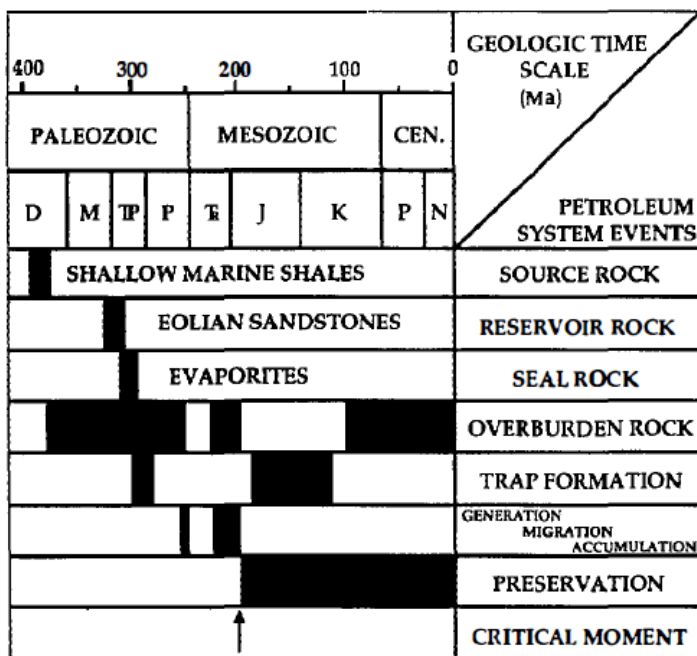 GEOLOGIC TIME
SCALE
(Ma)
400 300 200 100 0
PALEOZOIC MESOZOIC CEN.
D M P P Tr J K P N
PETROLEUM
SYSTEM EVENTS
SHALLOW MARINE SHALES SOURCE ROCK
EOLIAN SANDSTONES RESERVOIR ROCK
EVAPORITES SEAL ROCK
OVERBURDEN ROCK
TRAP FORMATION
GENERATION
MIGRATION
ACCUMULATION
PRESERVATION
CRITICAL MOMENT